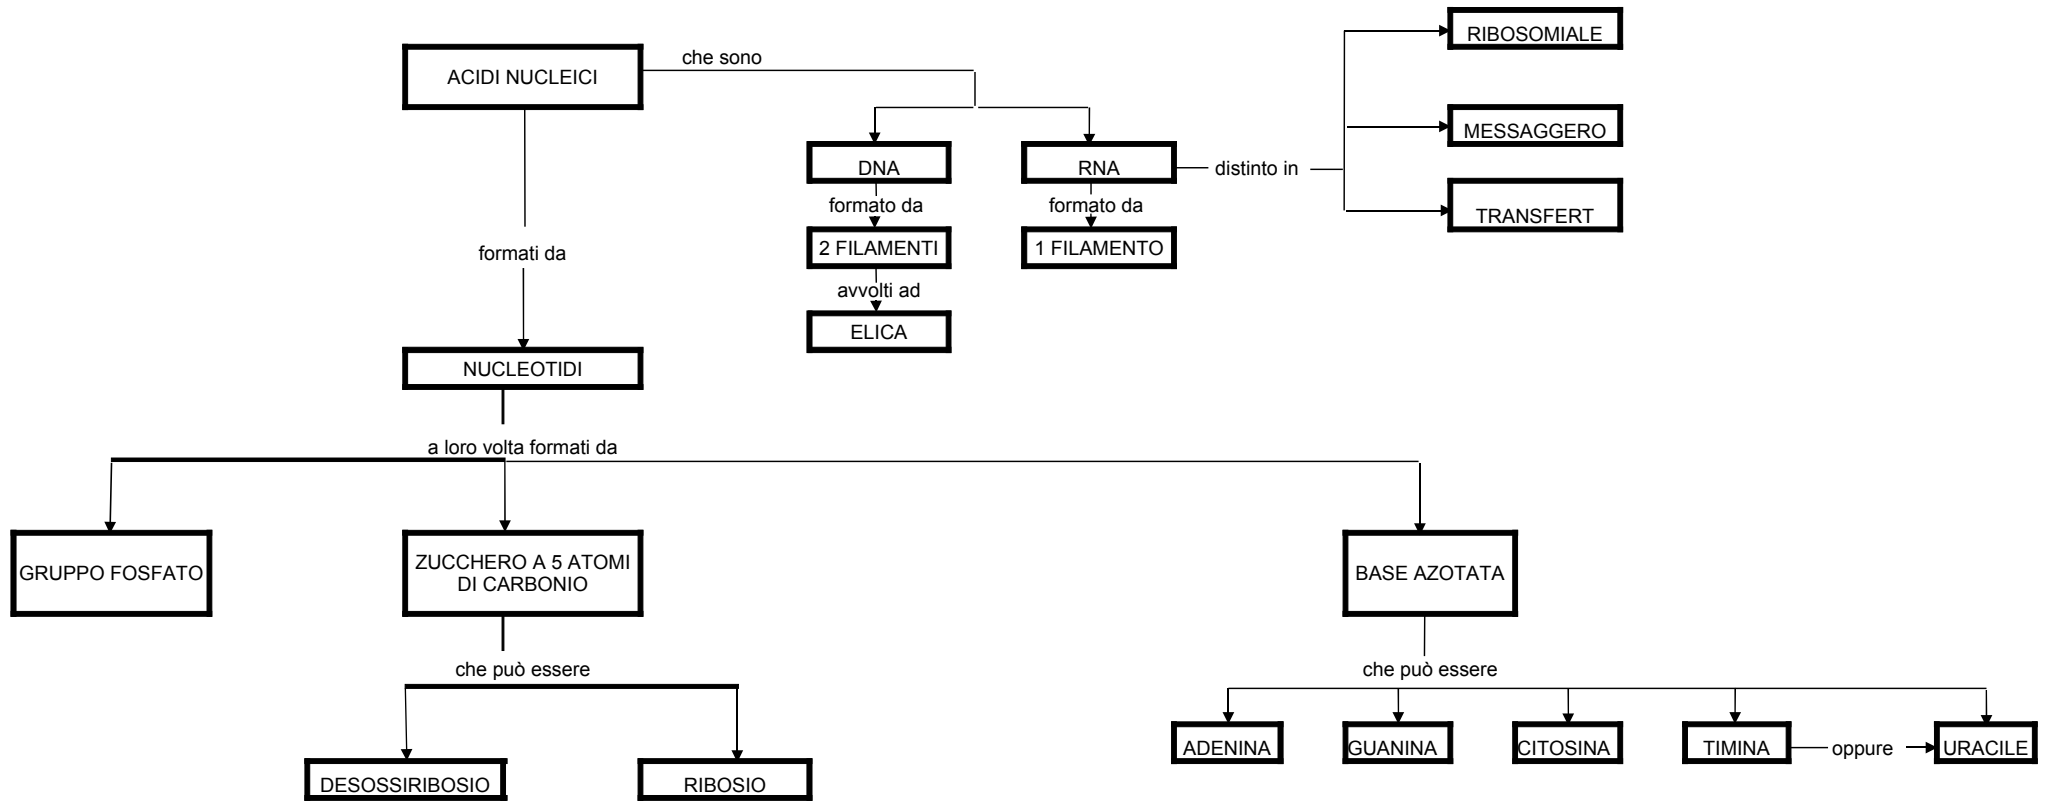 RIBOSOMIALE
che sono
ACIDI NUCLEICI
MESSAGGERO
DNA
RNA
distinto in
formato da
formato da
TRANSFERT
2 FILAMENTI
1 FILAMENTO
formati da
avvolti ad
ELICA
NUCLEOTIDI
a loro volta formati da
GRUPPO FOSFATO
ZUCCHERO A 5 ATOMI
DI CARBONIO
BASE AZOTATA
che può essere
che può essere
ADENINA
GUANINA
CITOSINA
TIMINA
oppure
URACILE
DESOSSIRIBOSIO
RIBOSIO